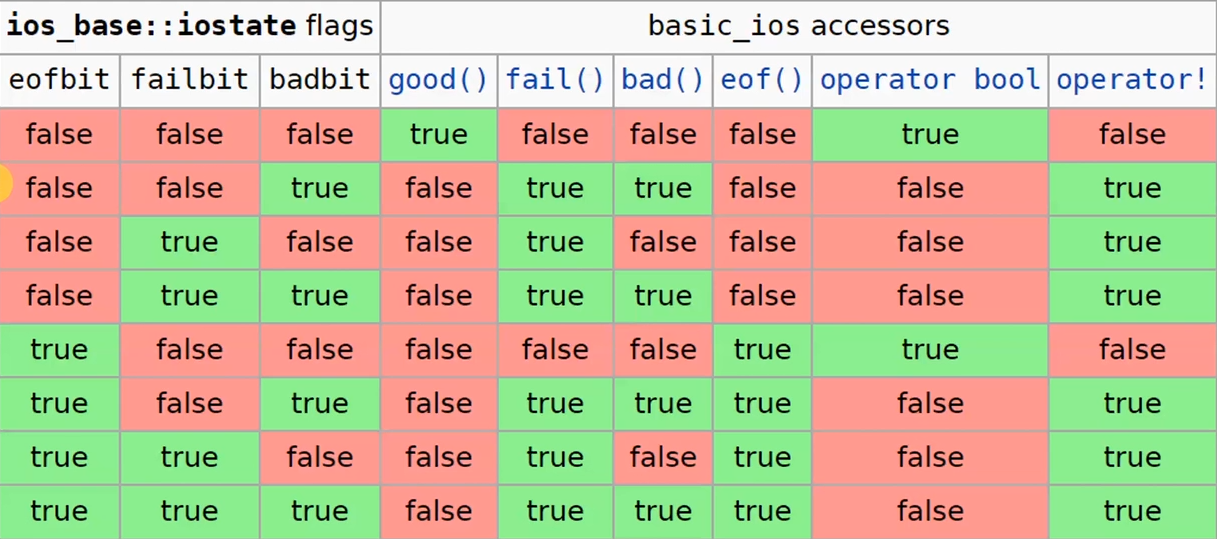 ios_base::iostate flags basic_ios accessors
eofbit failbit badbit good() fail() bad() eof() operator bool operator!
false false false true false false false true false
false false true false true true false false true
false true false false true false false false true
false true true false true true false false true
true false false false false false true true false
true false true false true true true false true
true true false false true false true false true
true true true false true true true false true